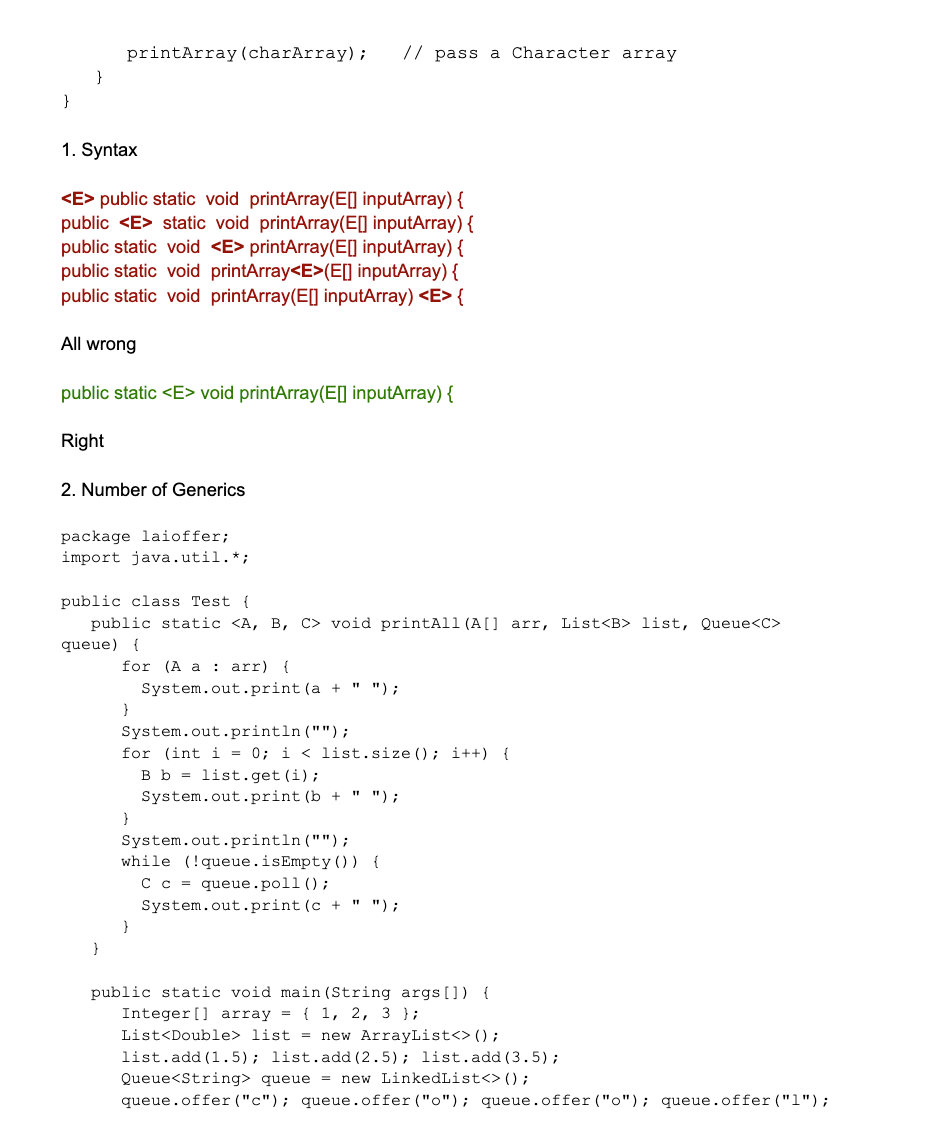 printArray(charArray);   // pass a Character array
}
}
1. Syntax
<E> public static  void  printArray(E[] inputArray) {
public  <E>  static  void  printArray(E[] inputArray) {
public static  void  <E> printArray(E[] inputArray) {
public static  void  printArray<E>(E[] inputArray) {
public static  void  printArray(E[] inputArray) <E> {
All wrong
public static <E> void printArray(E[] inputArray) {
Right
2. Number of Generics
package laioffer;
import java.util.*;
public class Test {
public static <A, B, C> void printAll(A[] arr, List<B> list, Queue<C>
queue) {
for (A a : arr) {
System.out.print(a + " ");
}
System.out.println("");
for (int i = 0; i < list.size(); i++) {
B b = list.get(i);
System.out.print(b + " ");
}
System.out.println("");
while (!queue.isEmpty()) {
C c = queue.poll();
System.out.print(c + " ");
}
}
public static void main(String args[]) {
Integer[] array = { 1, 2, 3 };
List<Double> list = new ArrayList<>();
list.add(1.5); list.add(2.5); list.add(3.5);
Queue<String> queue = new LinkedList<>();
queue.offer("c"); queue.offer("o"); queue.offer("o"); queue.offer("l");